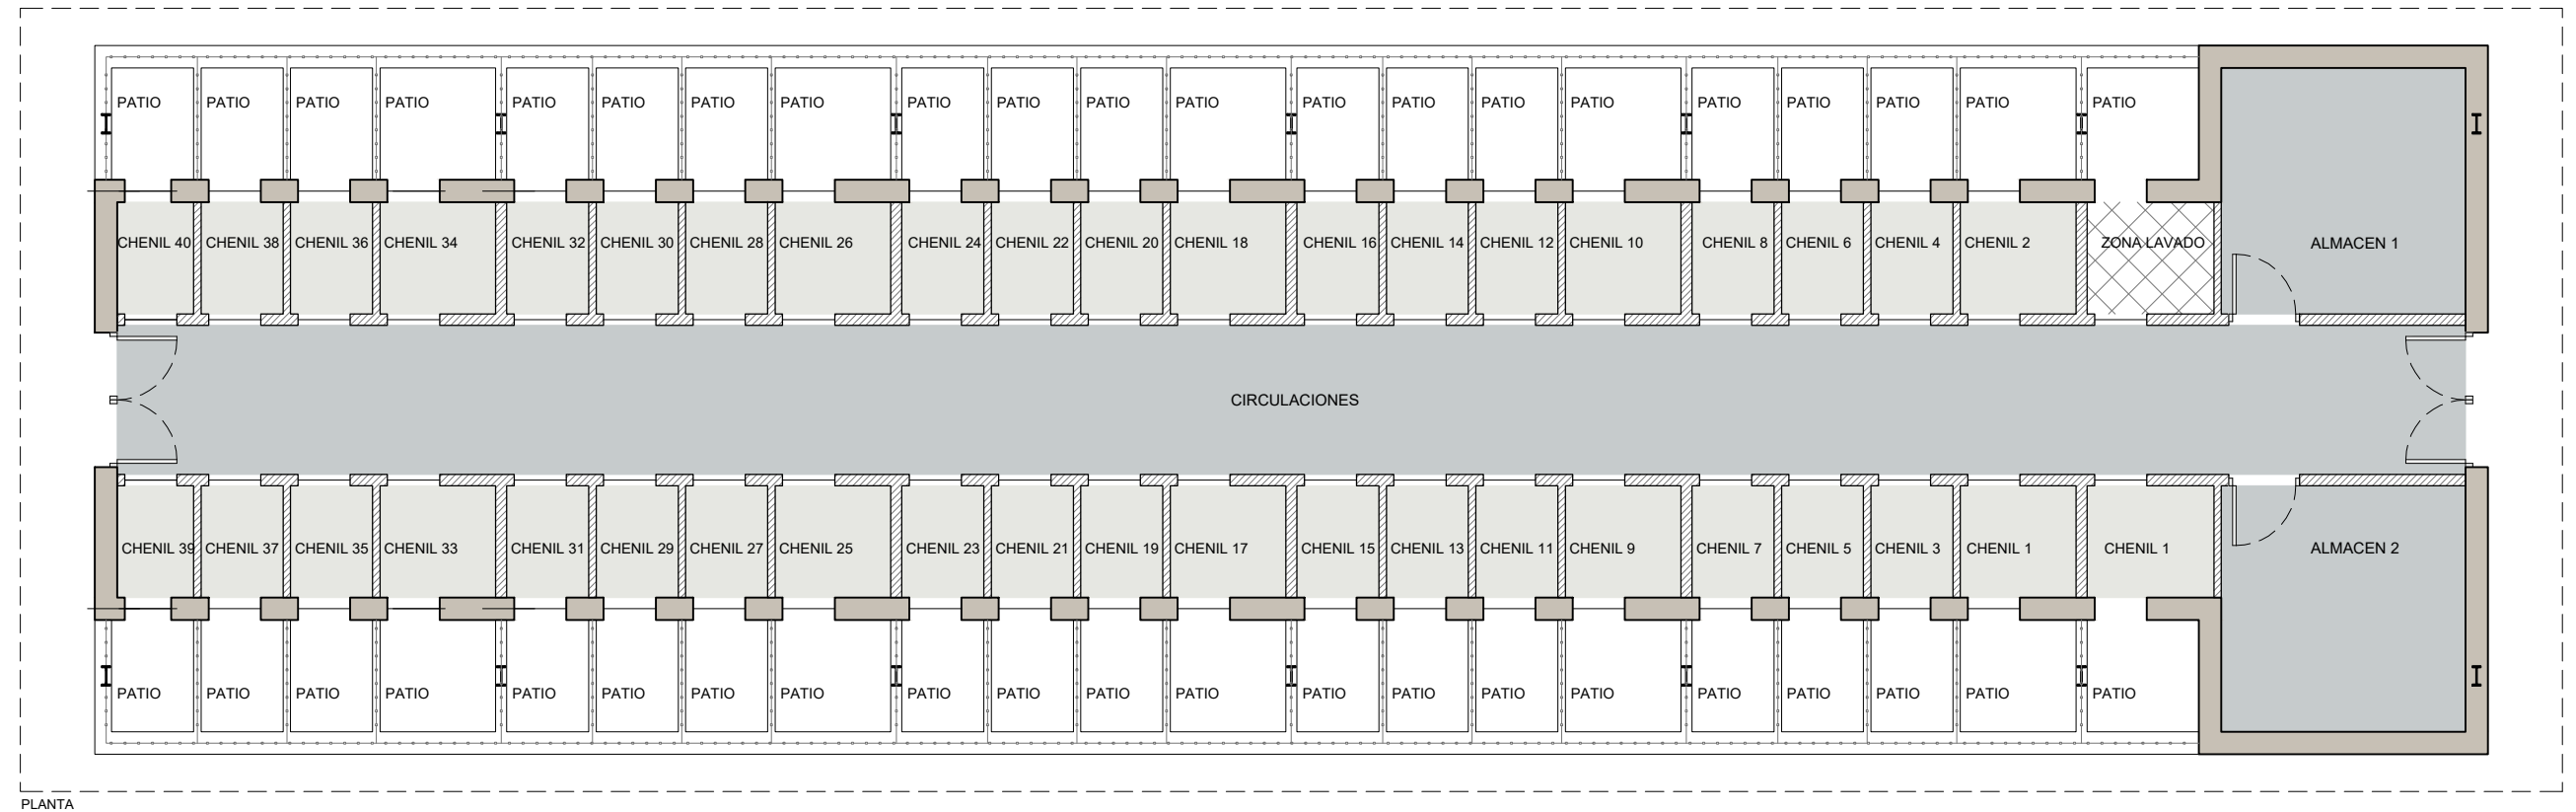 PATIO PATIO PATIO PATIO PATIO PATIO PATIO PATIO PATIO PATIO PATIO PATIO PATIO PATIO PATIO PATIO PATIO PATIO PATIO PATIO PATIO
CHENIL 40 CHENIL 38 CHENIL 36 CHENIL 34 CHENIL 32 CHENIL 30 CHENIL 28 CHENIL 26 CHENIL 24 CHENIL 22 CHENIL 20 CHENIL 18 CHENIL 16 CHENIL 14 CHENIL 12 CHENIL 10 CHENIL 8 CHENIL 6 CHENIL 4 CHENIL 2 ZONA LAVADO ALMACEN 1
CIRCULACIONES
CHENIL 39 CHENIL 37 CHENIL 35 CHENIL 33 CHENIL 31 CHENIL 29 CHENIL 27 CHENIL 25 CHENIL 23 CHENIL 21 CHENIL 19 CHENIL 17 CHENIL 15 CHENIL 13 CHENIL 11 CHENIL 9 CHENIL 7 CHENIL 5 CHENIL 3 CHENIL 1 CHENIL 1 ALMACEN 2
PATIO PATIO PATIO PATIO PATIO PATIO PATIO PATIO PATIO PATIO PATIO PATIO PATIO PATIO PATIO PATIO PATIO PATIO PATIO PATIO PATIO
PLANTA